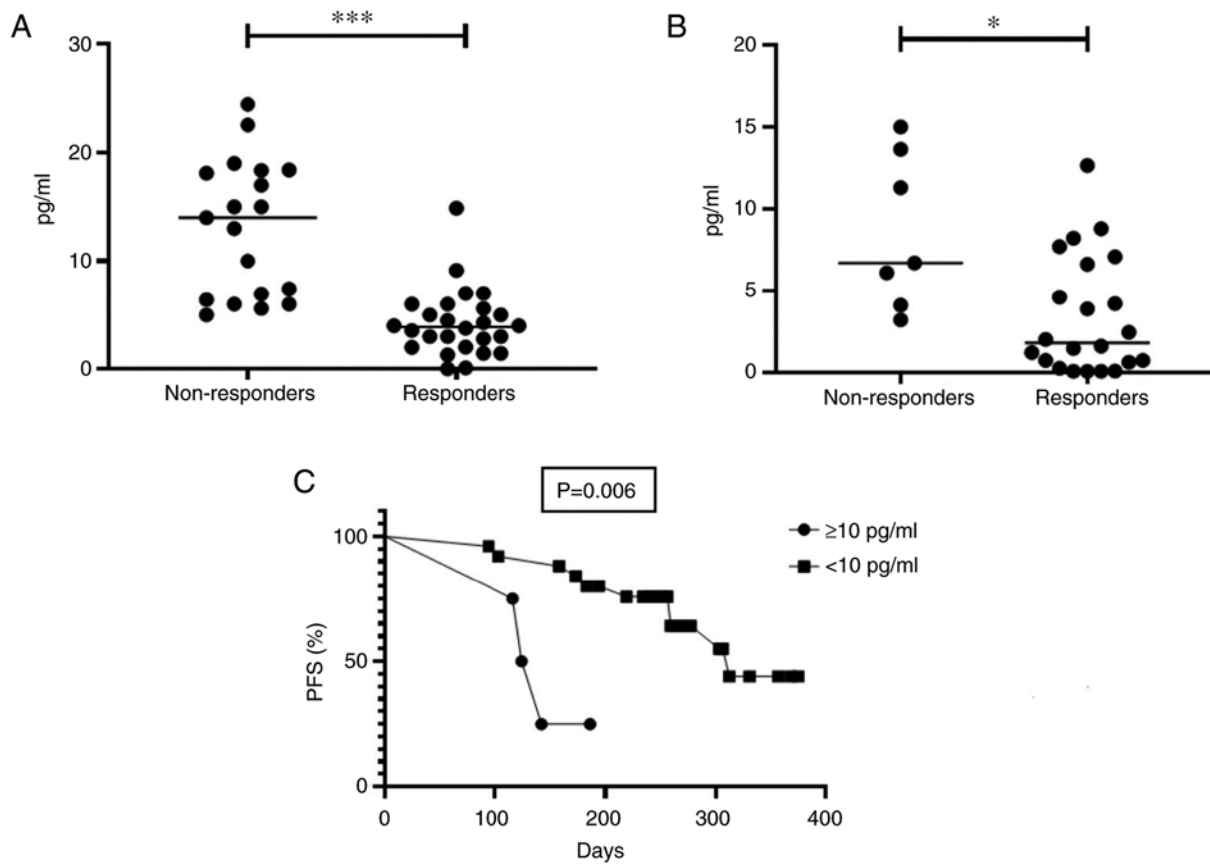 A
***
30
20
10
0
pg/ml
Non-responders
Responders
B
*
20
15
10
5
0
pg/ml
Non-responders
Responders
C
P=0.006
≥10 pg/ml
<10 pg/ml
100
50
0
PFS (%)
0 100 200 300 400
Days